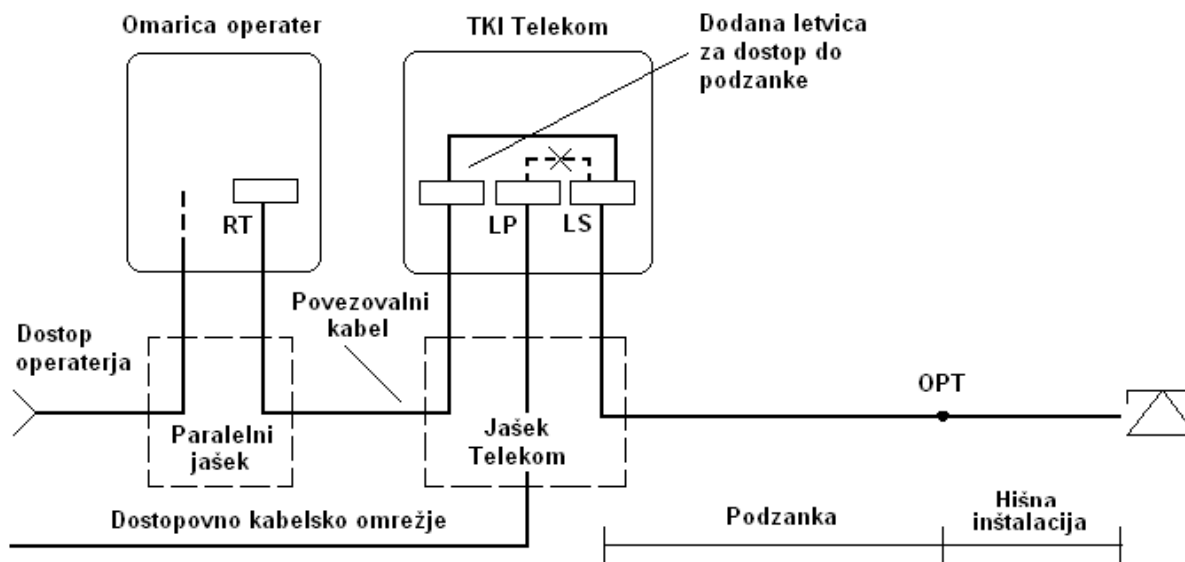 Omarica operater
TKI Telekom
Dodana letvica
za dostop do
podzanke
RT
LP
LS
Povezovalni
kabel
Dostop
operaterja
OPT
Paralelni
jašek
Jašek
Telekom
Dostopovno kabelsko omrežje
Podzanka
Hišna
inštalacija